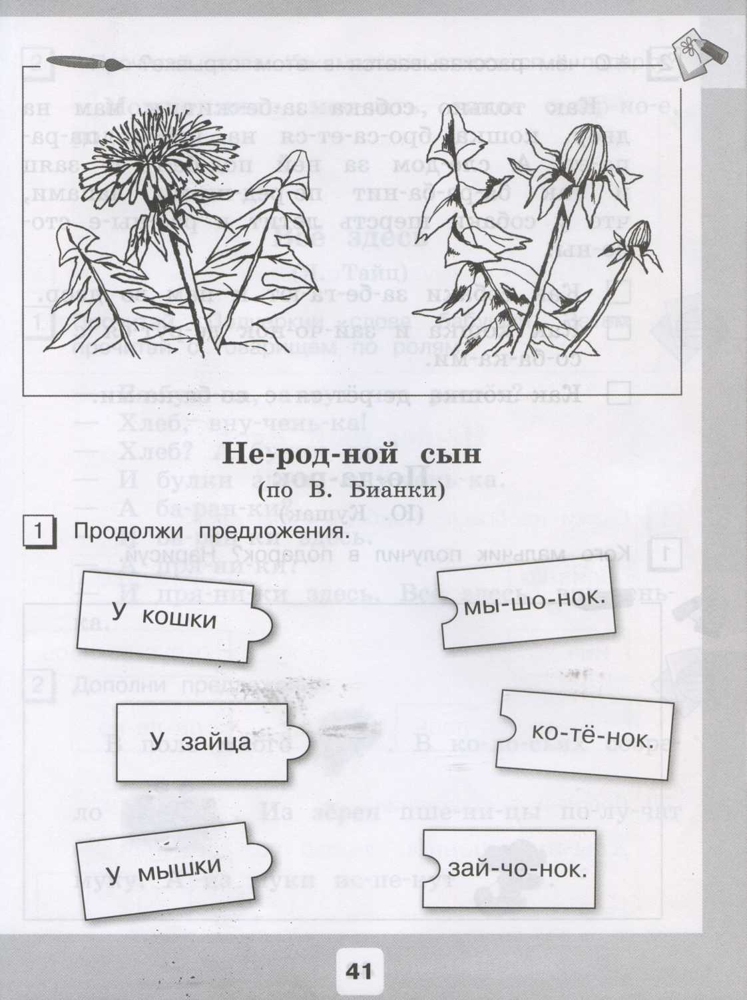 Не-род-ной сын
(по В. Бианки)
1 Продолжи предложения.
У кошки
мы-шо-нок.
У зайца
ко-тё-нок.
У мышки
зай-чо-нок.
41